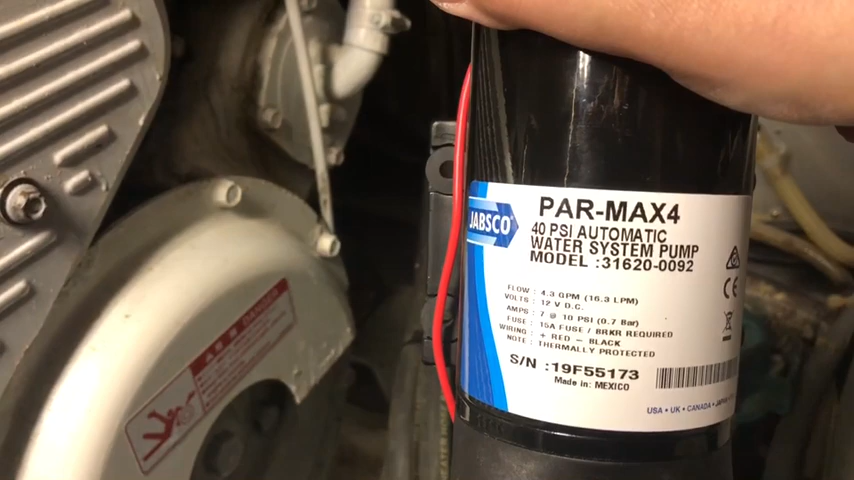 DANGER
JABSCO
PAR-MAX4
40 PSI AUTOMATIC
WATER SYSTEM PUMP
MODEL :31620-0092
FLOW : 4.3 GPM (16.3 LPM)
VOLTS : 12 V D.C.
AMPS : 7 @ 10 PSI (0.7 Bar)
FUSE : 15A FUSE / BRKR REQUIRED
WIRING : + RED - BLACK
NOTE : THERMALLY PROTECTED
S/N :19F55173
Made in: MEXICO
CE
USA • UK • CANADA •